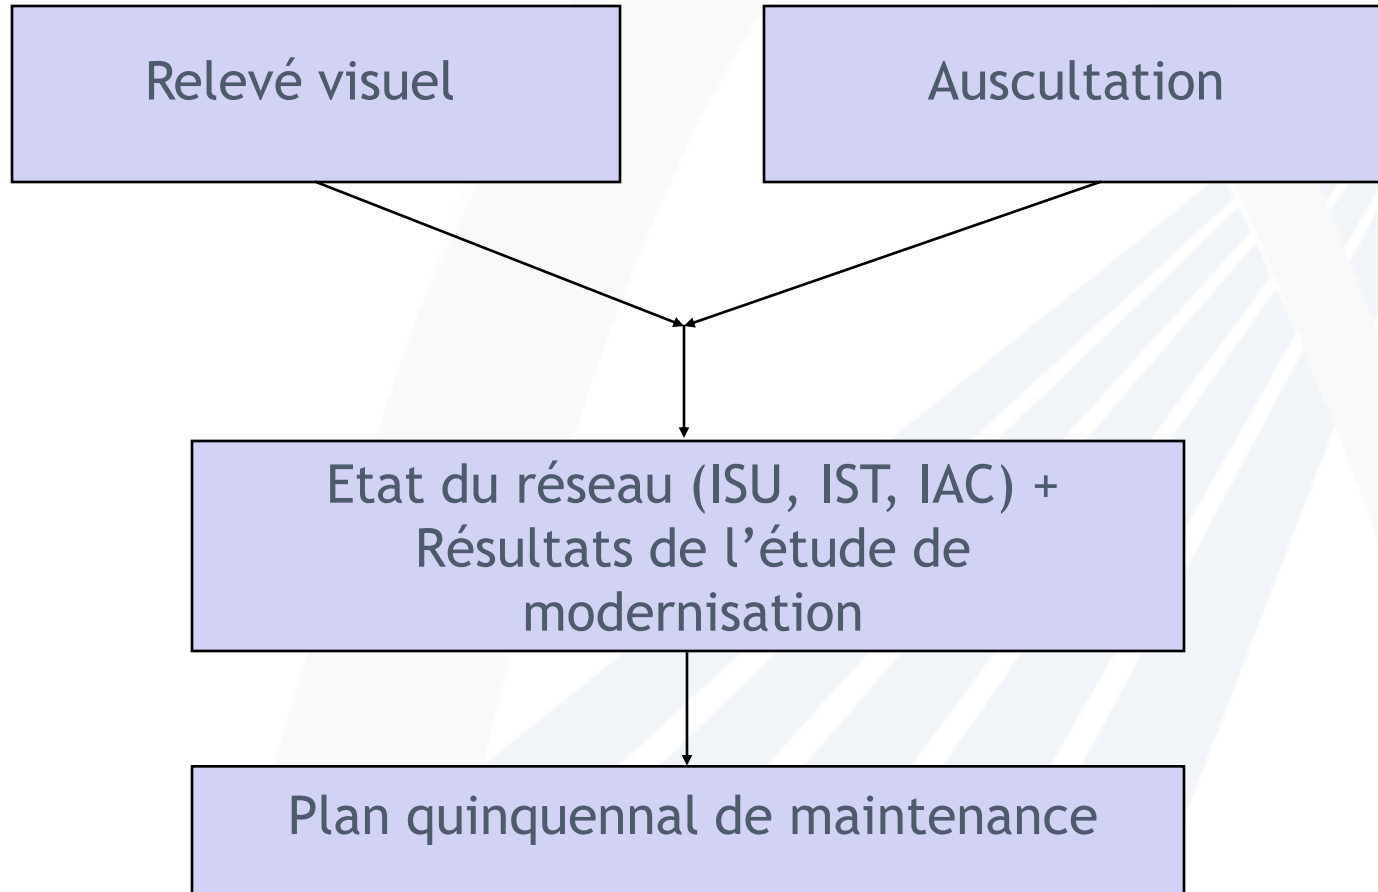 Relevé visuel
Auscultation
Etat du réseau (ISU, IST, IAC) +
Résultats de l’étude de
modernisation
Plan quinquennal de maintenance